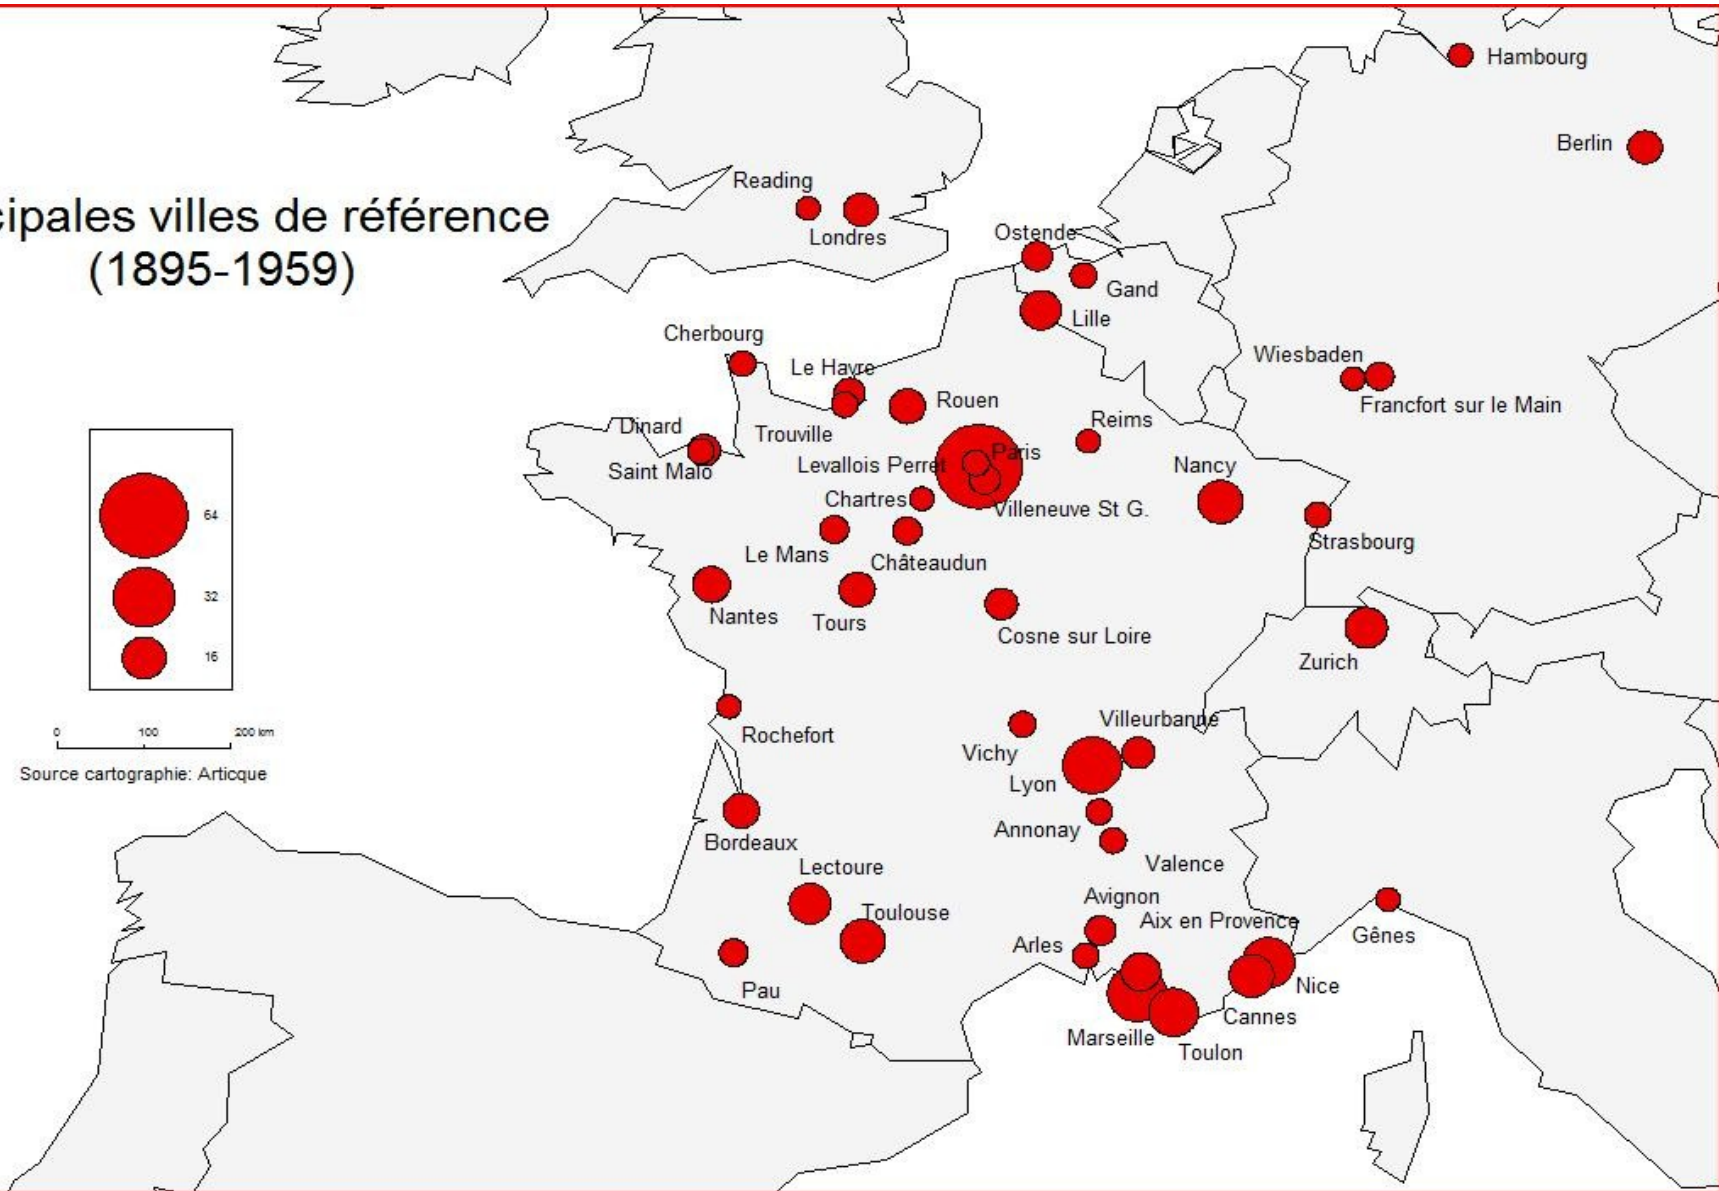 Hambourg
Berlin
Reading
cipales villes de référence
Londres
(1895-1959)
Ostende
Gand
Lille
Cherbourg
Le Havre
Wiesbaden
Rouen
Francfort sur le Main
Dinard
Trouville
Reims
Paris
Saint Malo
Levallois Perret
Nancy
Chartres
Villeneuve St G.
64
Le Mans
Châteaudun
Strasbourg
32
Nantes
Tours
Cosne sur Loire
16
Zurich
Villeurbanne
Rochefort
0 100 200 km
Vichy
Source cartographie: Articque
Lyon
Annonay
Bordeaux
Lectoure
Valence
Avignon
Toulouse
Aix en Provence
Arles
Gênes
Pau
Nice
Cannes
Marseille
Toulon